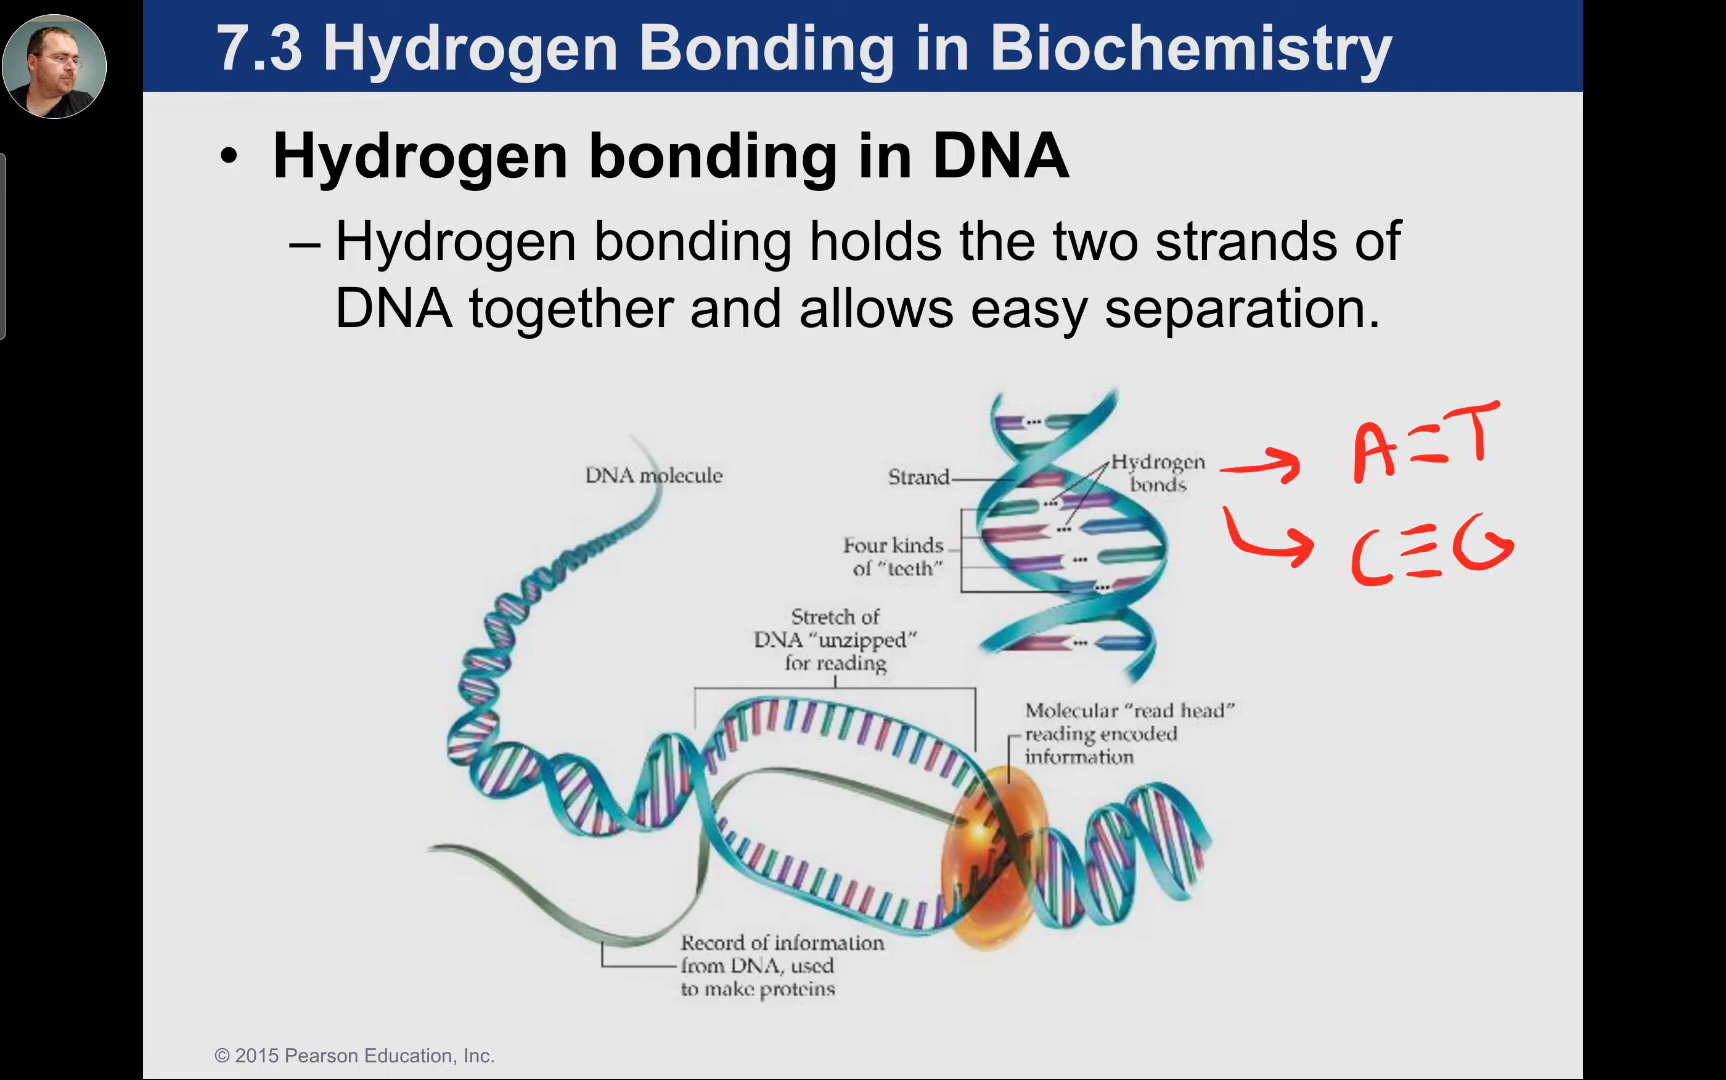 7.3 Hydrogen Bonding in Biochemistry
• Hydrogen bonding in DNA
– Hydrogen bonding holds the two strands of
DNA together and allows easy separation.
DNA molecule
Strand
Hydrogen
bonds
A=T
C≡G
Four kinds
of “teeth”
Stretch of
DNA “unzipped”
for reading
Molecular “read head”
reading encoded
information
Record of information
from DNA, used
to make proteins
© 2015 Pearson Education, Inc.